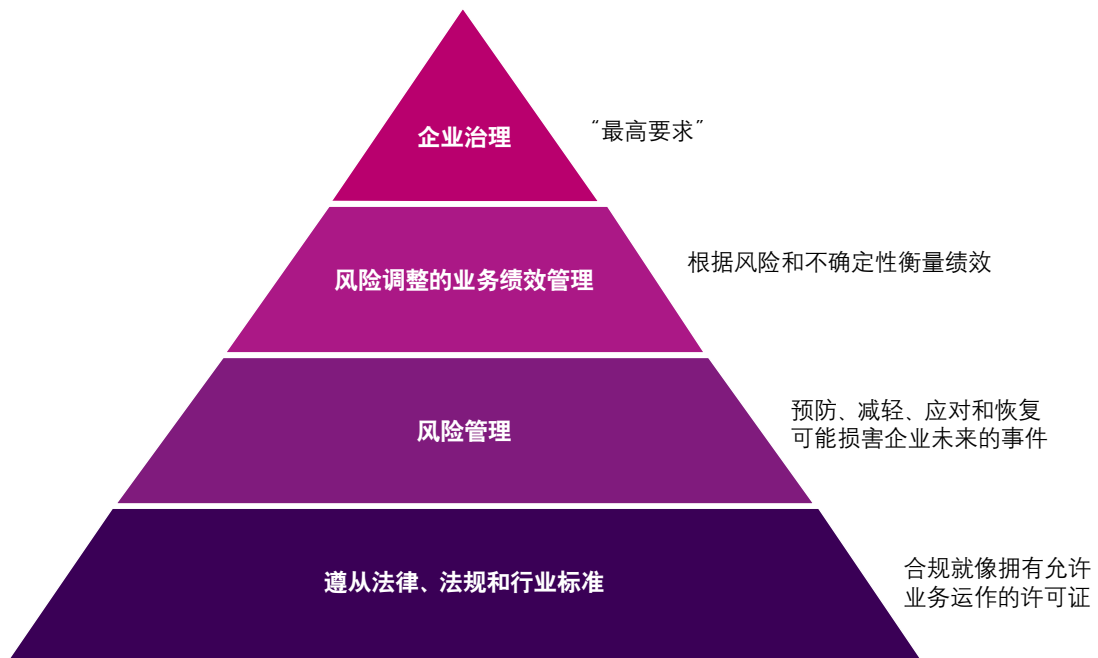 企业治理
“最高要求”
风险调整的业务绩效管理
根据风险和不确定性衡量绩效
风险管理
预防、减轻、应对和恢复
可能损害企业未来的事件
遵从法律、法规和行业标准
合规就像拥有允许
业务运作的许可证